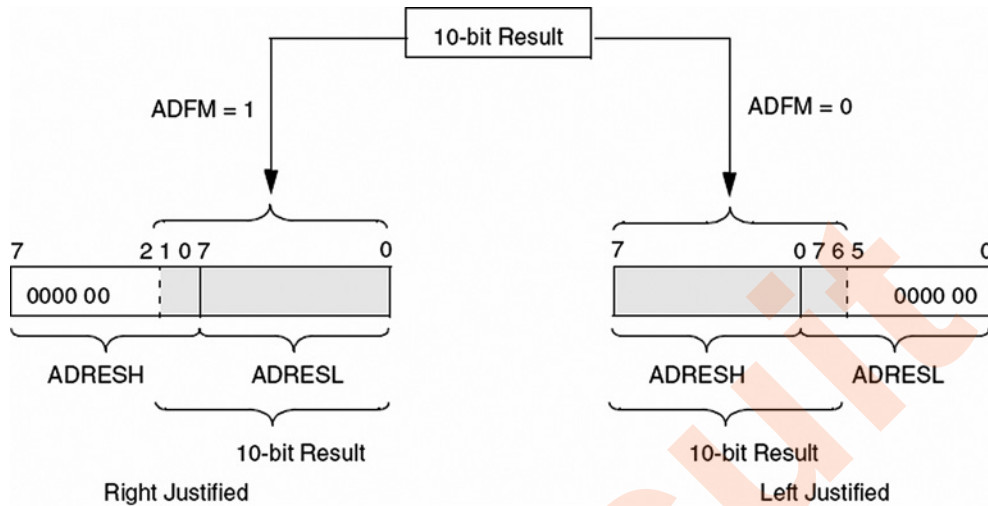 10-bit Result
ADFM = 1
ADFM = 0
7 2 1 0 7 0
7 0 7 6 5 0
0000 00
0000 00
ADRESH ADRESL
ADRESH ADRESL
10-bit Result
10-bit Result
Right Justified
Left Justified